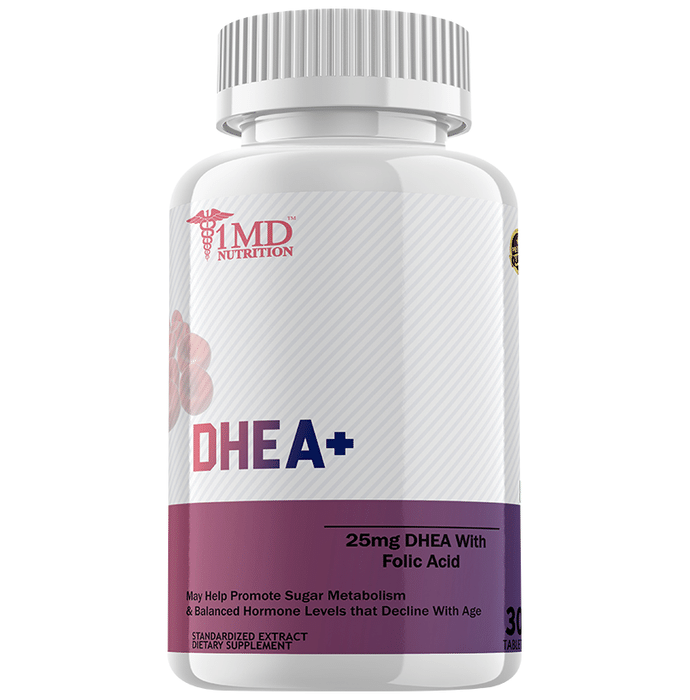 1MD™
NUTRITION
DHEA+
25mg DHEA With
Folic Acid
May Help Promote Sugar Metabolism
& Balanced Hormone Levels that Decline With Age
STANDARDIZED EXTRACT
DIETARY SUPPLEMENT
30